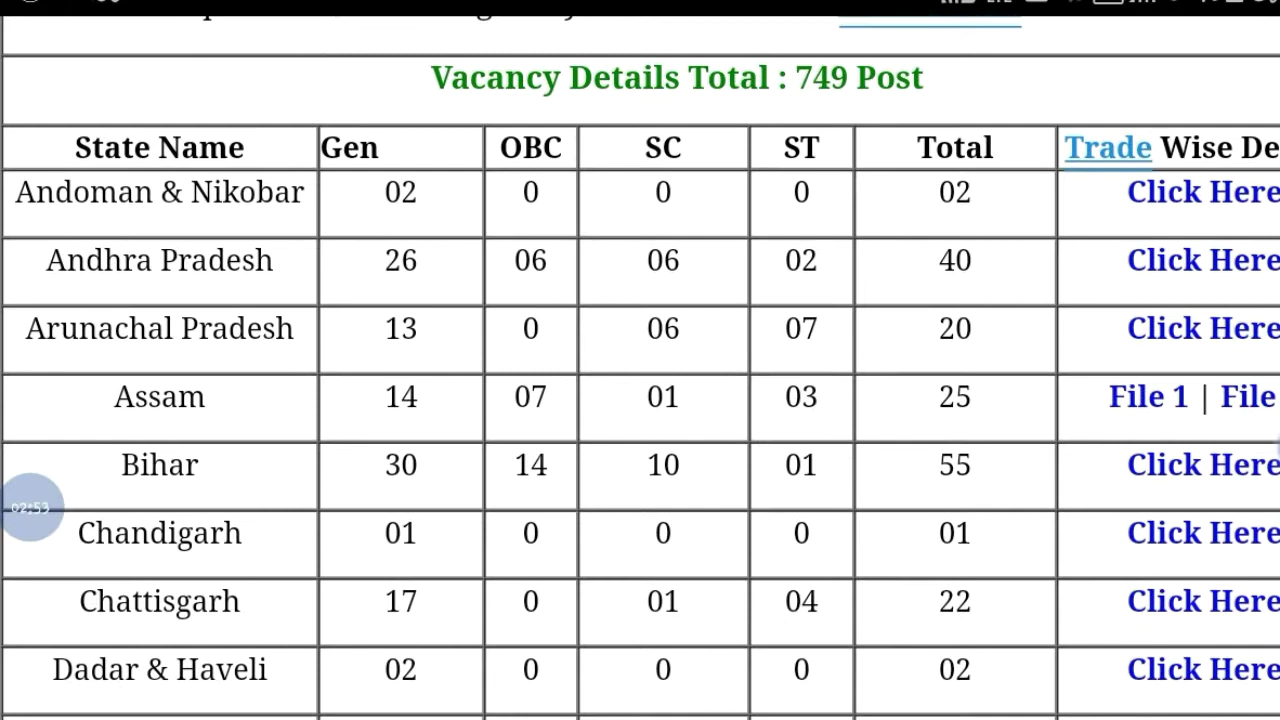 Vacancy Details Total : 749 Post
State Name Gen OBC SC ST Total Trade Wise De
Andoman & Nikobar 02 0 0 0 02 Click Here
Andhra Pradesh 26 06 06 02 40 Click Here
Arunachal Pradesh 13 0 06 07 20 Click Here
Assam 14 07 01 03 25 File 1 | File
Bihar 30 14 10 01 55 Click Here
02:53
Chandigarh 01 0 0 0 01 Click Here
Chattisgarh 17 0 01 04 22 Click Here
Dadar & Haveli 02 0 0 0 02 Click Here